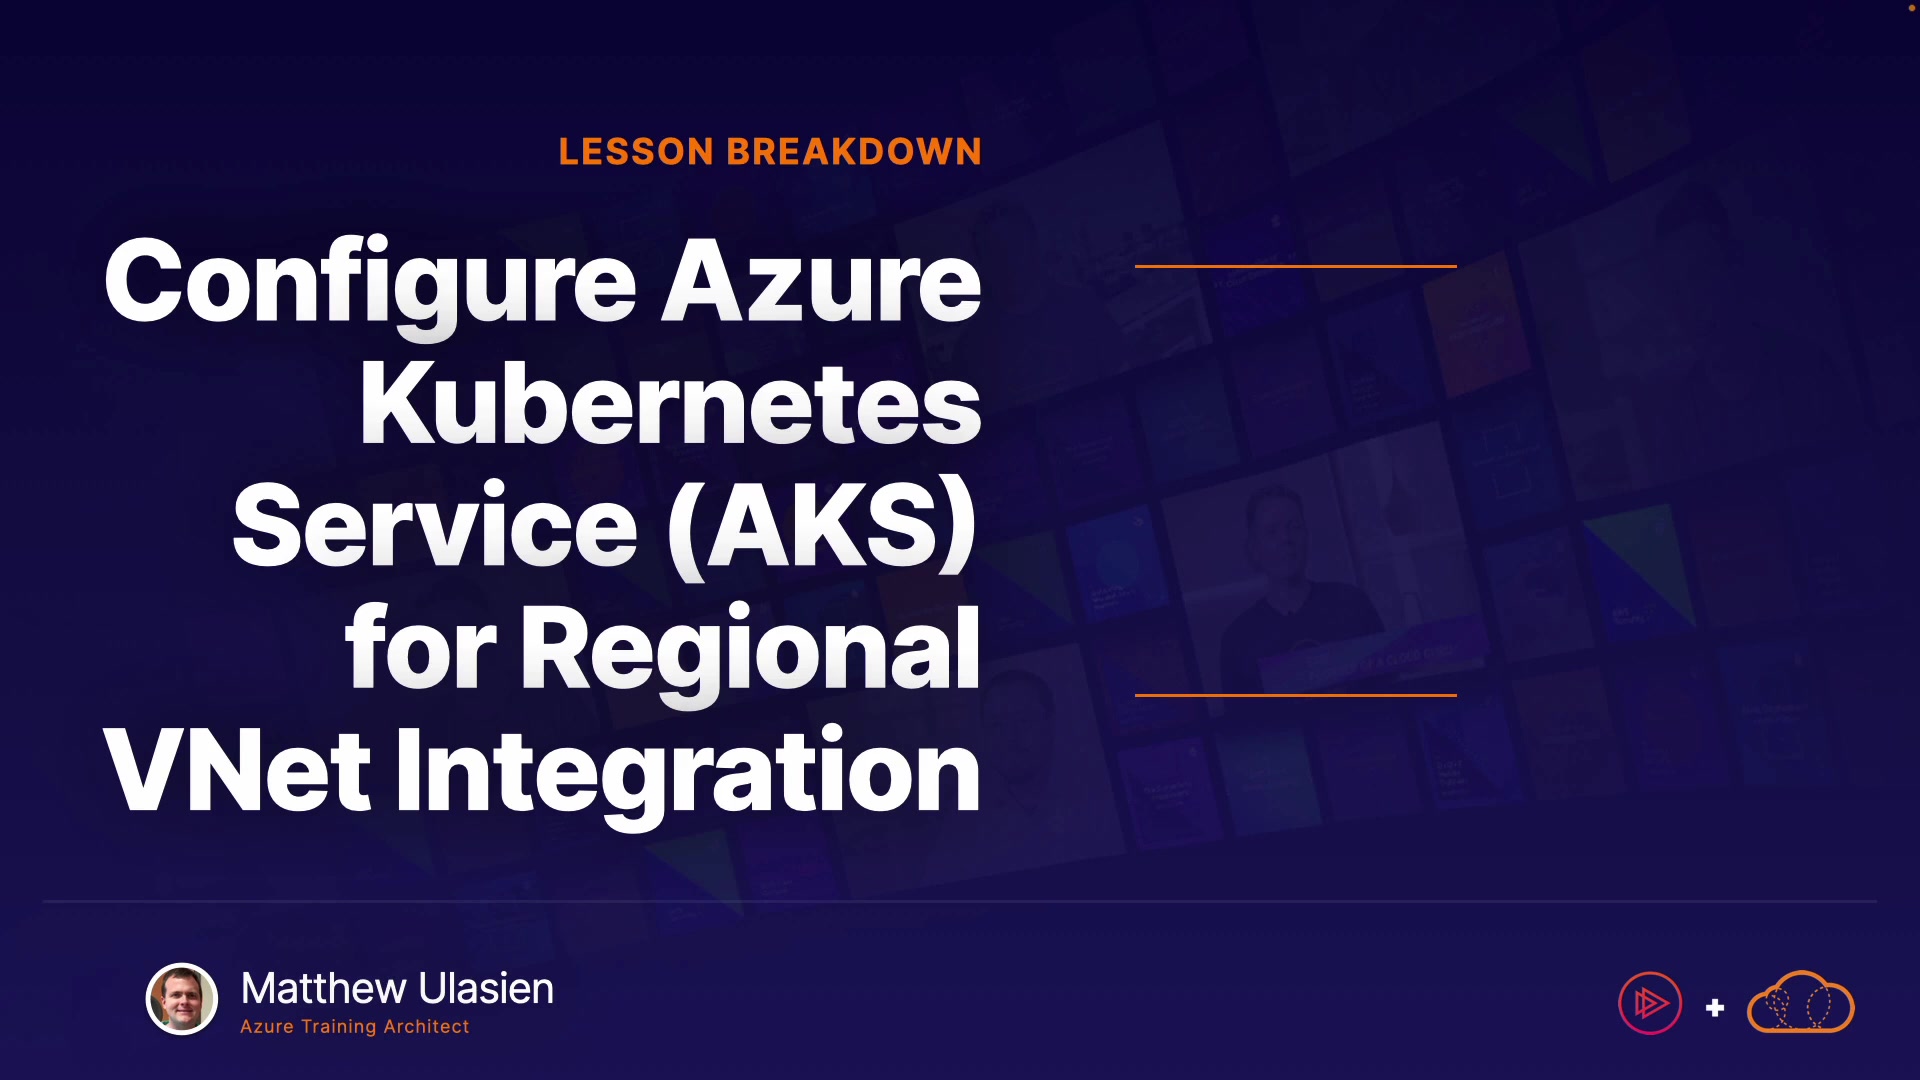 LESSON BREAKDOWN
Configure Azure
Kubernetes
Service (AKS)
for Regional
VNet Integration
Matthew Ulasien
Azure Training Architect